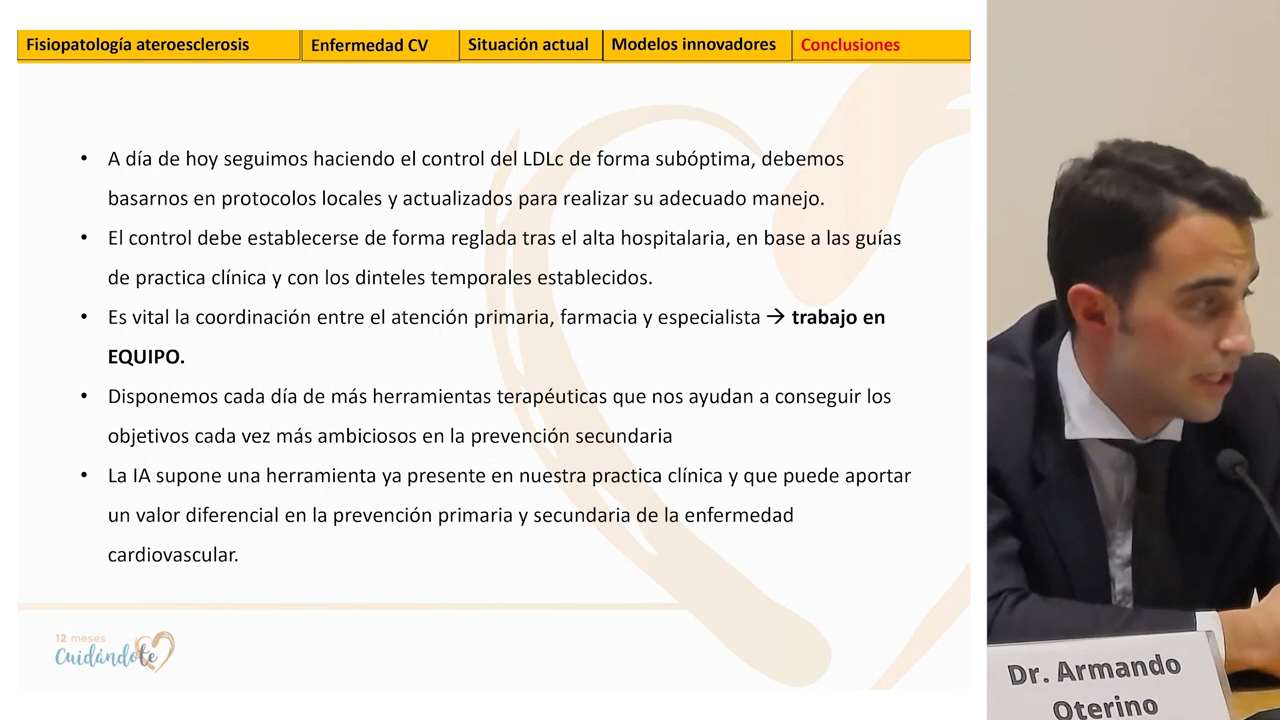 Fisiopatología ateroesclerosis Enfermedad CV Situación actual Modelos innovadores Conclusiones
• A día de hoy seguimos haciendo el control del LDLc de forma subóptima, debemos
basarnos en protocolos locales y actualizados para realizar su adecuado manejo.
• El control debe establecerse de forma reglada tras el alta hospitalaria, en base a las guías
de practica clínica y con los dinteles temporales establecidos.
• Es vital la coordinación entre el atención primaria, farmacia y especialista → trabajo en
EQUIPO.
• Disponemos cada día de más herramientas terapéuticas que nos ayudan a conseguir los
objetivos cada vez más ambiciosos en la prevención secundaria
• La IA supone una herramienta ya presente en nuestra practica clínica y que puede aportar
un valor diferencial en la prevención primaria y secundaria de la enfermedad
cardiovascular.
12 meses
Cuidándote
Dr. Armando
Oterino